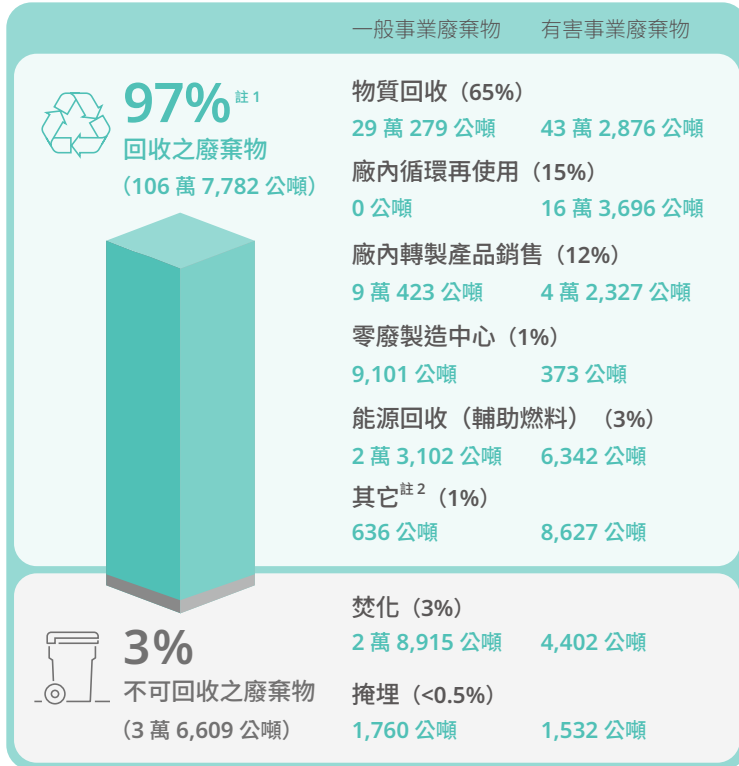 一般事業廢棄物 有害事業廢棄物
97% 註 1
回收之廢棄物
（106 萬 7,782 公噸）
物質回收（65%）
29 萬 279 公噸 43 萬 2,876 公噸
廠內循環再使用（15%）
0 公噸 16 萬 3,696 公噸
廠內轉製產品銷售（12%）
9 萬 423 公噸 4 萬 2,327 公噸
零廢製造中心（1%）
9,101 公噸 373 公噸
能源回收（輔助燃料）（3%）
2 萬 3,102 公噸 6,342 公噸
其它註 2（1%）
636 公噸 8,627 公噸
3%
不可回收之廢棄物
（3 萬 6,609 公噸）
焚化（3%）
2 萬 8,915 公噸 4,402 公噸
掩埋（<0.5%）
1,760 公噸 1,532 公噸